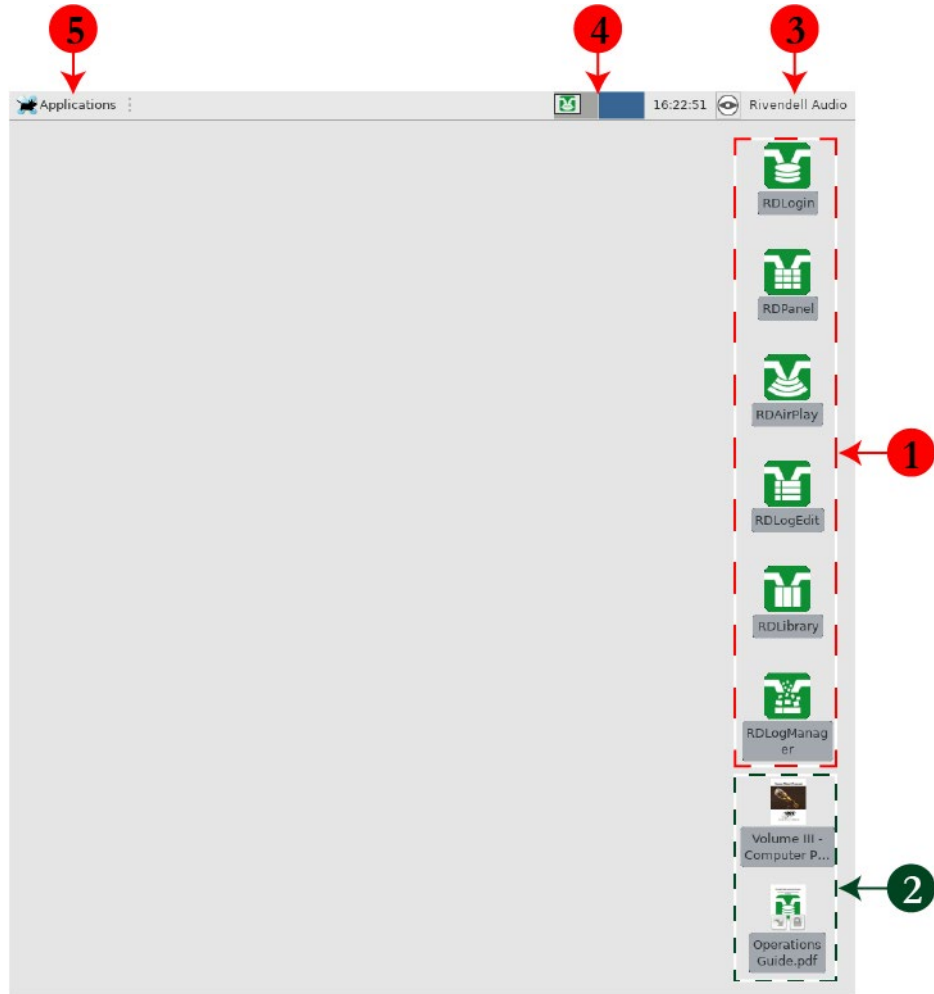 5
4
3
Applications
16:22:51
Rivendell Audio
RDLogin
RDPanel
RDAirPlay
1
RDLogEdit
RDLibrary
RDLogManag
er
Volume III -
Computer P...
2
Operations
Guide.pdf